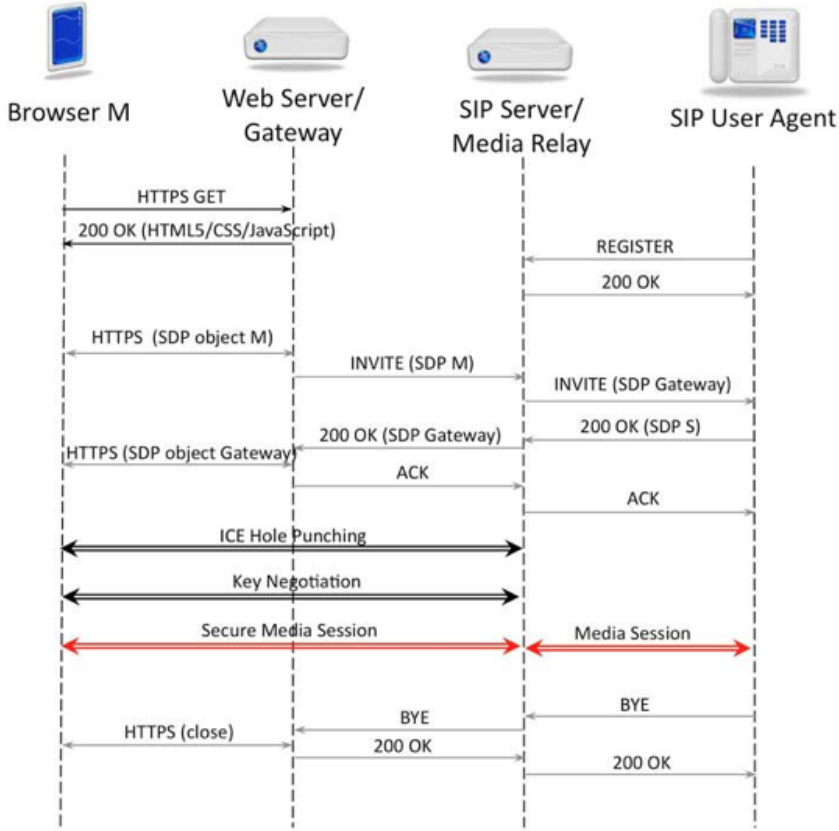 Browser M
Web Server/
Gateway
SIP Server/
Media Relay
SIP User Agent
HTTPS GET
200 OK (HTML5/CSS/JavaScript)
REGISTER
200 OK
HTTPS (SDP object M)
INVITE (SDP M)
INVITE (SDP Gateway)
200 OK (SDP S)
200 OK (SDP Gateway)
HTTPS (SDP object Gateway)
ACK
ACK
ICE Hole Punching
Key Negotiation
Secure Media Session
Media Session
BYE
BYE
HTTPS (close)
200 OK
200 OK